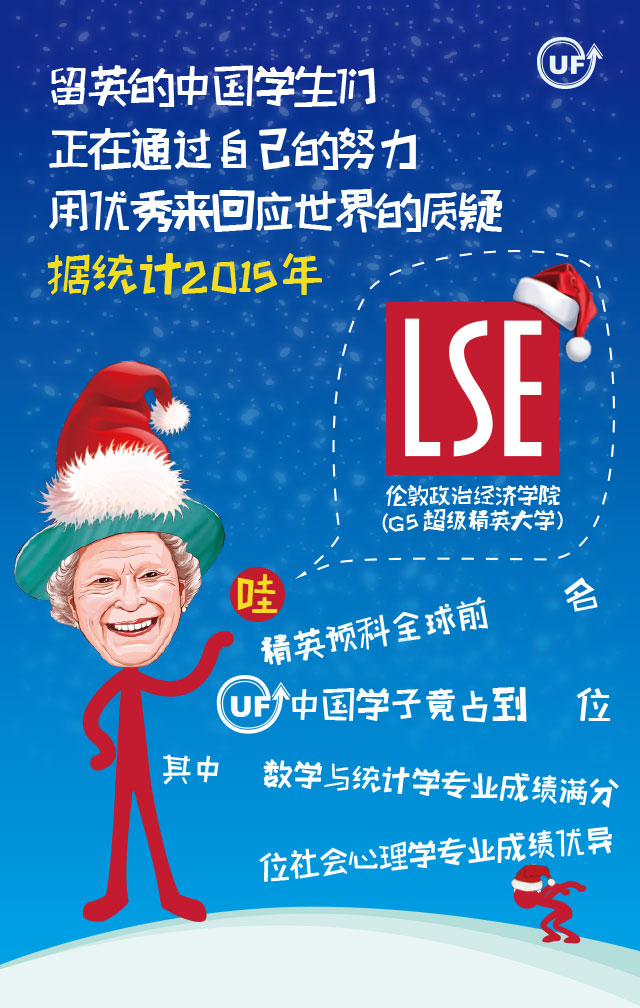 UF
留英的中国学生们
正在通过自己的努力
用优秀来回应世界的质疑
据统计2015年
LSE
伦敦政治经济学院
(G5超级精英大学)
哇
精英预科全球前 名
UF 中国学子竟占到 位
其中 数学与统计学专业成绩满分
位社会心理学专业成绩优异